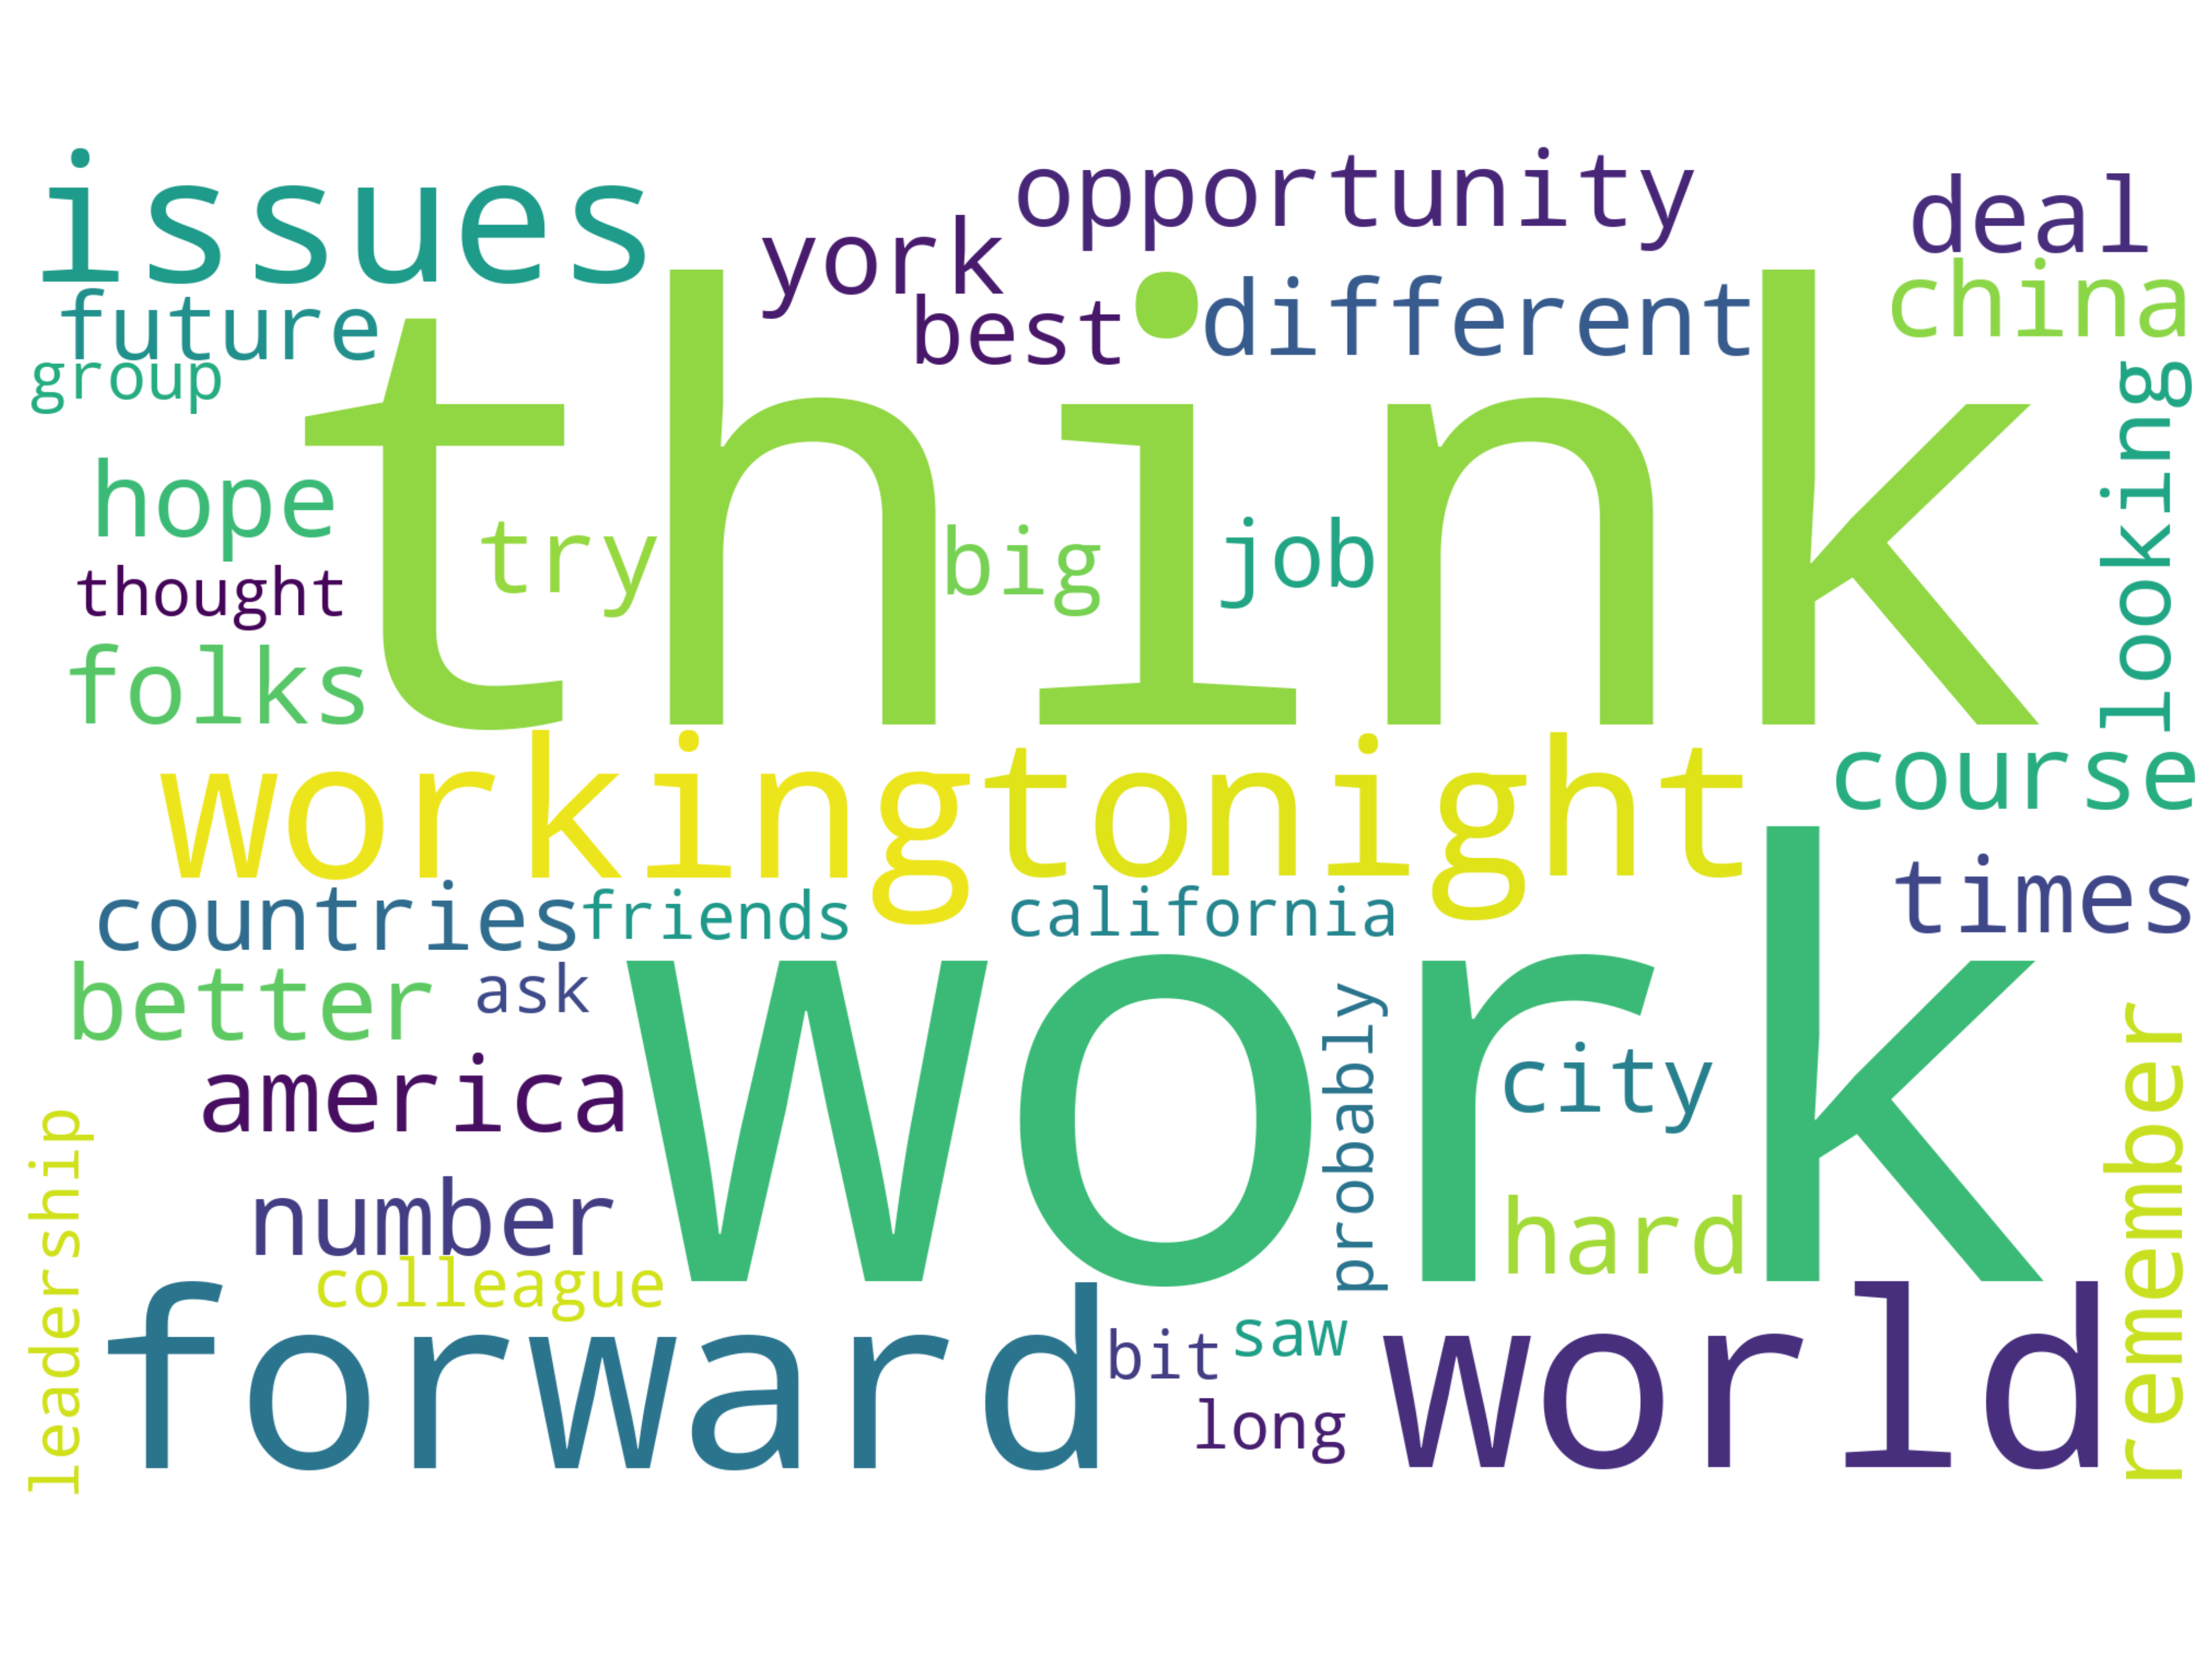 issues
opportunity
deal
york
china
future
best
different
group
think
looking
hope
try
big
job
thought
folks
working
tonight
course
countries
friends
california
times
better
ask
work
probably
city
america
remember
leadership
number
hard
colleague
forward
bit
saw
world
long